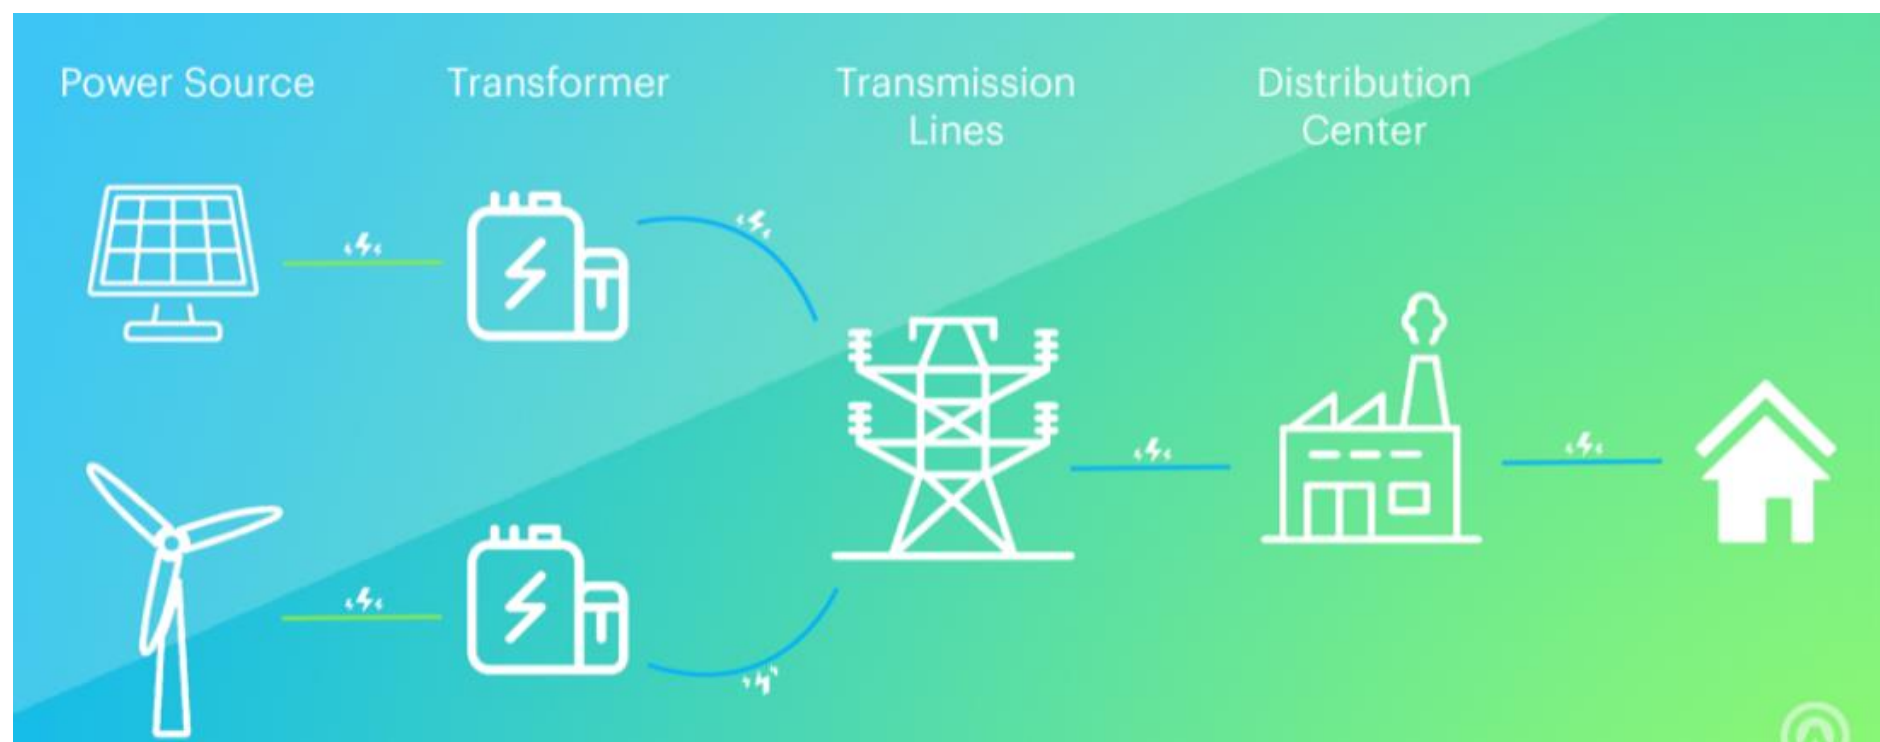 Power Source
Transformer
Transmission
Lines
Distribution
Center